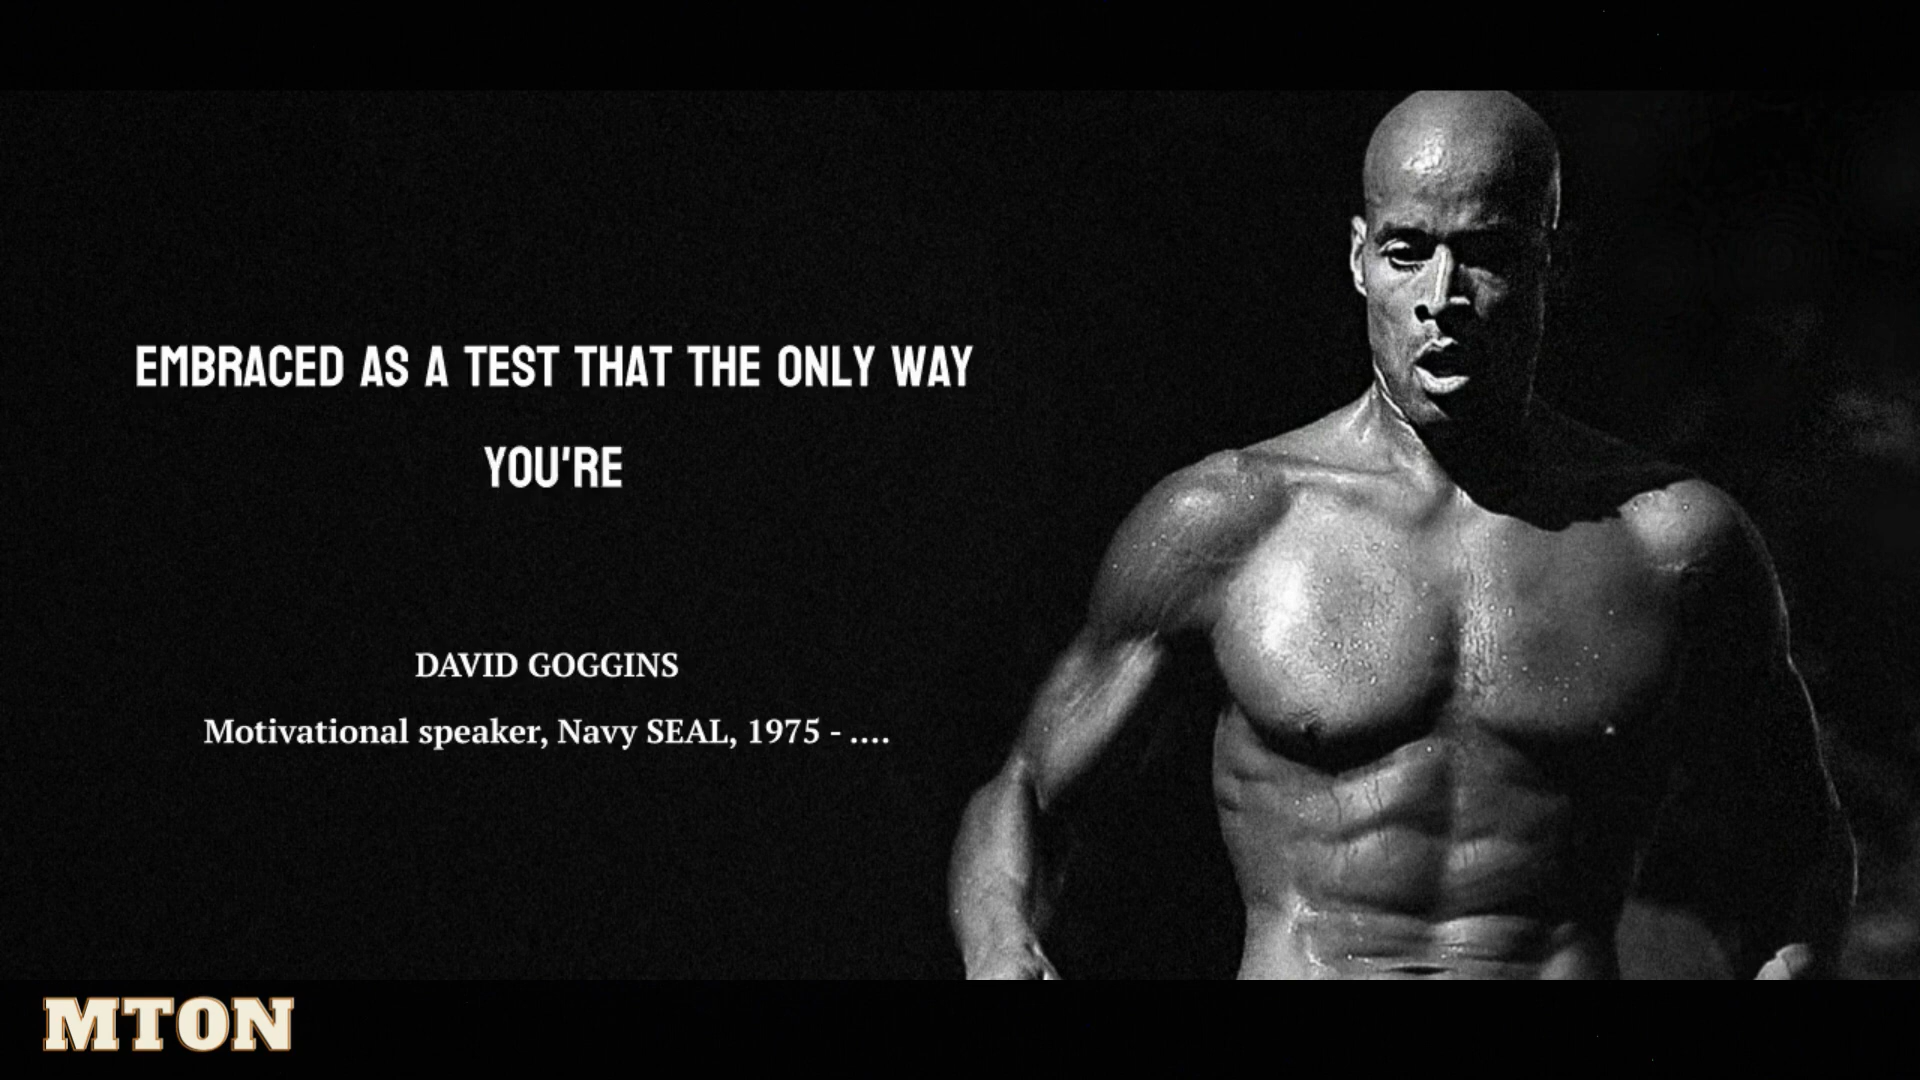 EMBRACED AS A TEST THAT THE ONLY WAY
YOU'RE
DAVID GOGGINS
Motivational speaker, Navy SEAL, 1975 - ....
MTON